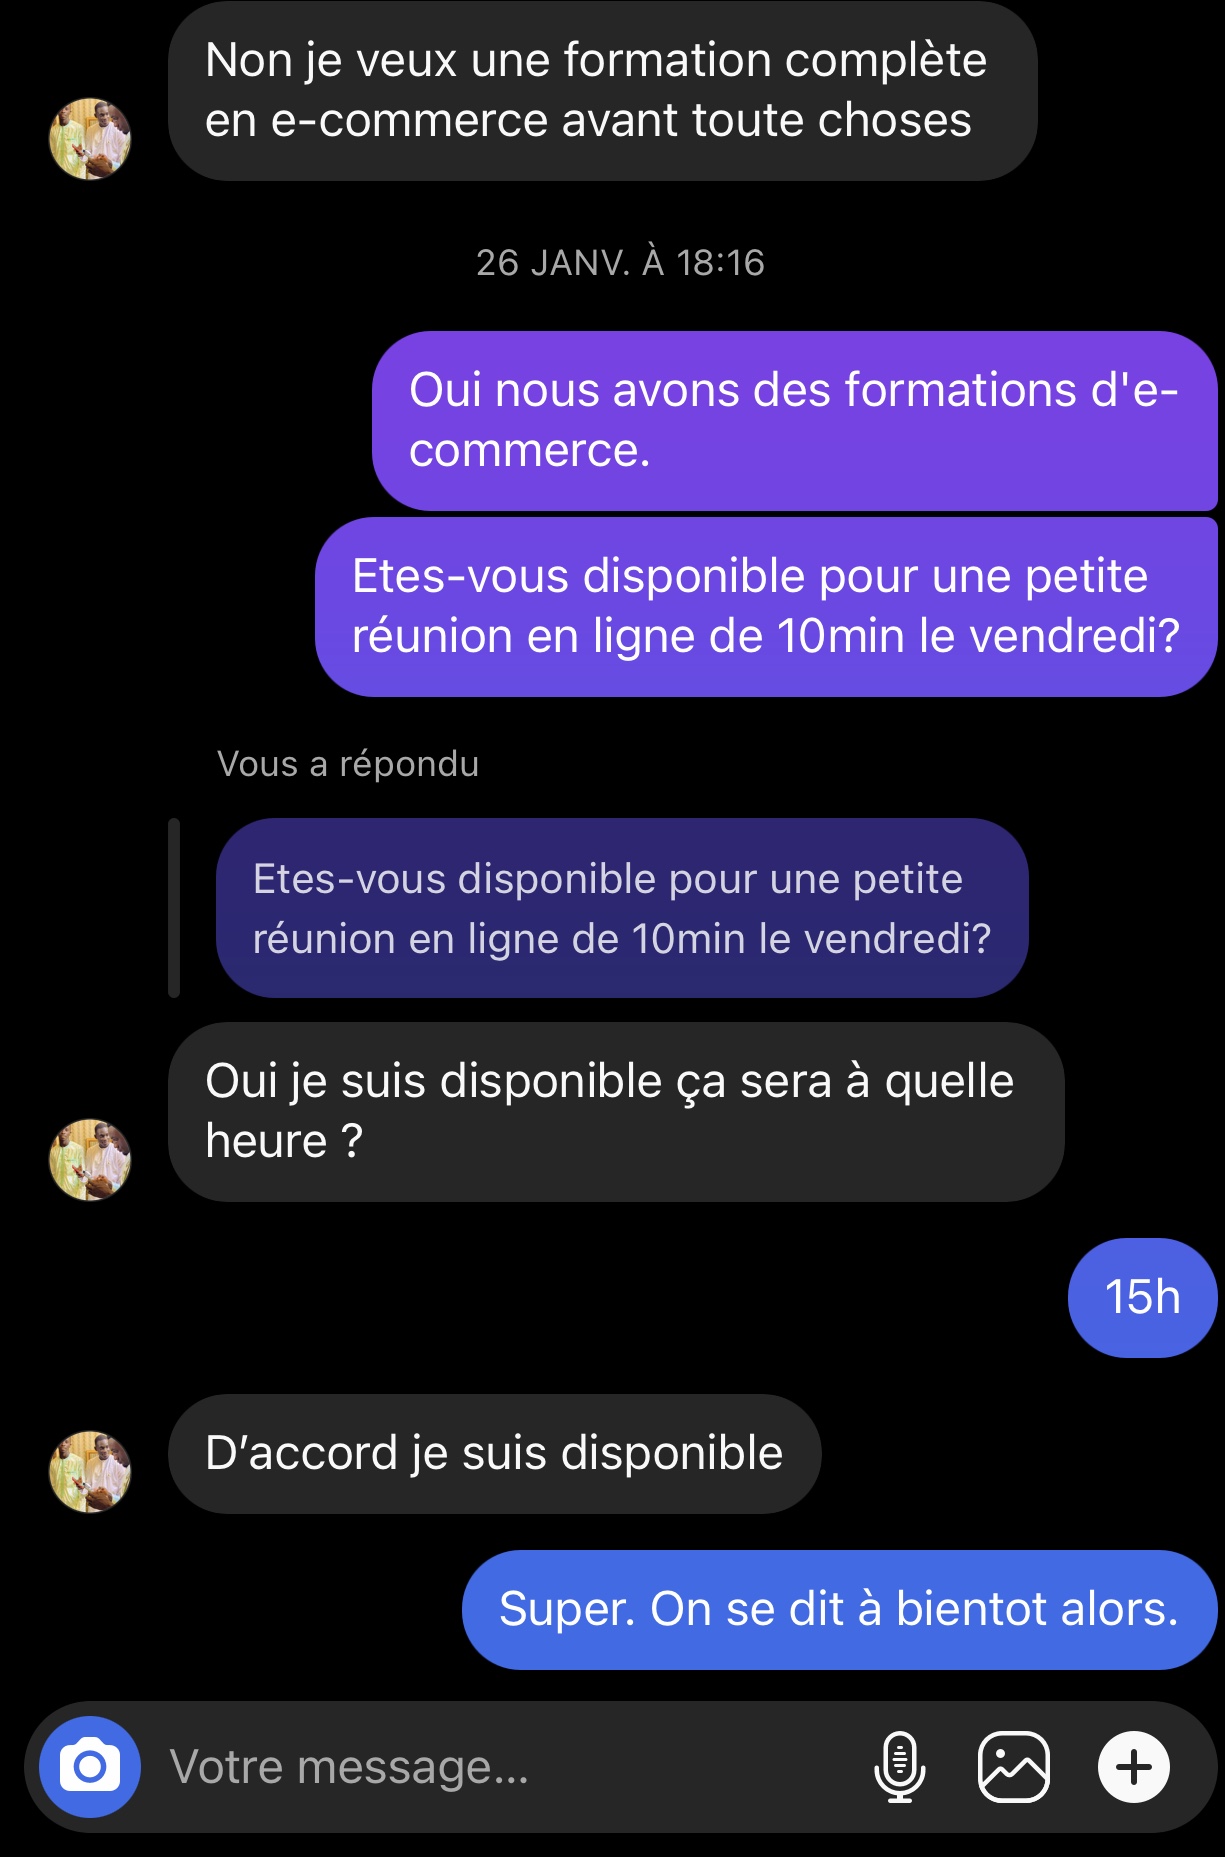 Non je veux une formation complète
en e-commerce avant toute choses
26 JANV. À 18:16
Oui nous avons des formations d'e-
commerce.
Etes-vous disponible pour une petite
réunion en ligne de 10min le vendredi?
Vous a répondu
Etes-vous disponible pour une petite
réunion en ligne de 10min le vendredi?
Oui je suis disponible ça sera à quelle
heure ?
15h
D’accord je suis disponible
Super. On se dit à bientot alors.
Votre message...